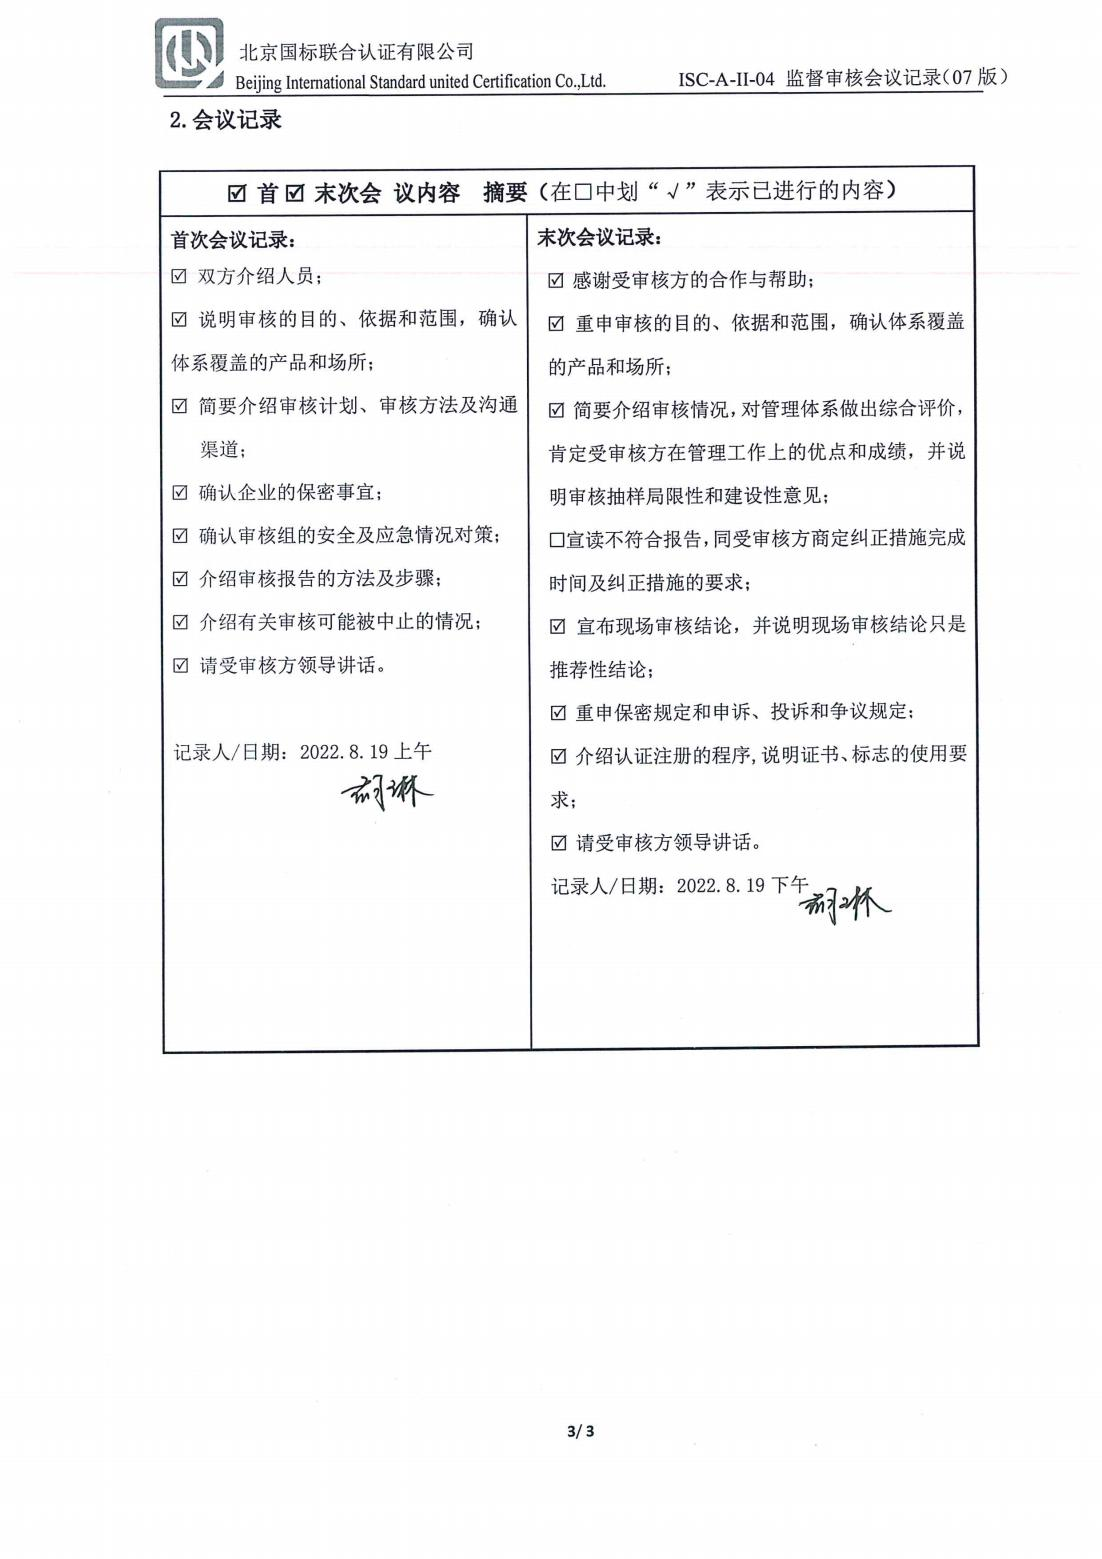 北京国标联合认证有限公司
Beijing International Standard united Certification Co.,Ltd.
ISC-A-II-04 监督审核会议记录(07版)
2.会议记录
☑ 首☑ 末次会 议内容 摘要(在□中划“√”表示已进行的内容)
首次会议记录:
☑ 双方介绍人员;
☑ 说明审核的目的、依据和范围,确认
体系覆盖的产品和场所;
☑ 简要介绍审核计划、审核方法及沟通
渠道;
☑ 确认企业的保密事宜;
☑ 确认审核组的安全及应急情况对策;
☑ 介绍审核报告的方法及步骤;
☑ 介绍有关审核可能被中止的情况;
☑ 请受审核方领导讲话。
记录人/日期: 2022.8.19上午
末次会议记录:
☑ 感谢受审核方的合作与帮助;
☑ 重申审核的目的、依据和范围,确认体系覆盖
的产品和场所;
☑ 简要介绍审核情况,对管理体系做出综合评价,
肯定受审核方在管理工作上的优点和成绩,并说
明审核抽样局限性和建设性意见;
□宣读不符合报告,同受审核方商定纠正措施完成
时间及纠正措施的要求;
☑ 宣布现场审核结论,并说明现场审核结论只是
推荐性结论;
☑ 重申保密规定和申诉、投诉和争议规定;
☑ 介绍认证注册的程序,说明证书、标志的使用要
求;
☑ 请受审核方领导讲话。
记录人/日期: 2022.8.19下午
3/3